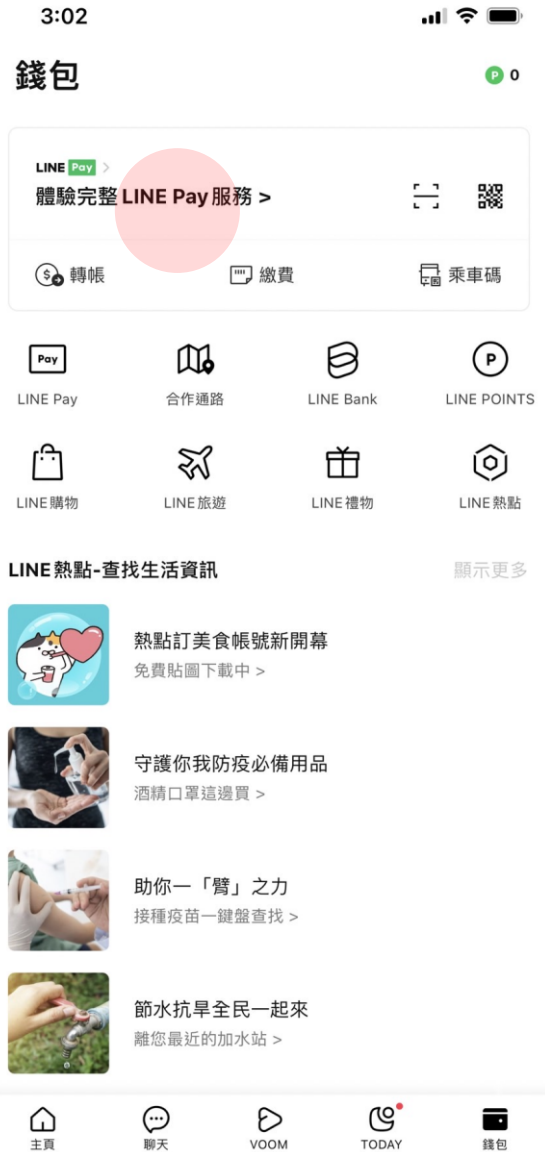 3:02
錢包
P 0
LINE Pay >
體驗完整 LINE Pay 服務 >
轉帳
繳費
乘車碼
Pay
P
LINE Pay
合作通路
LINE Bank
LINE POINTS
LINE購物
LINE旅遊
LINE禮物
LINE熱點
LINE 熱點-查找生活資訊
顯示更多
熱點訂美食帳號新開幕
免費貼圖下載中 >
守護你我防疫必備用品
酒精口罩這邊買 >
助你一「臂」之力
接種疫苗一鍵盤查找 >
節水抗旱全民一起來
離您最近的加水站 >
主頁
聊天
VOOM
TODAY
錢包